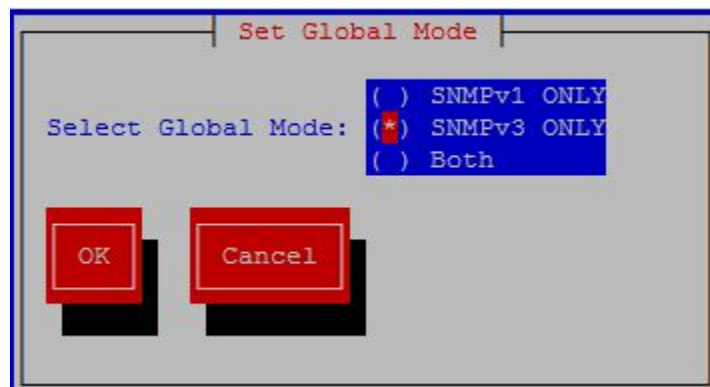 Set Global Mode
( ) SNMPv1 ONLY
Select Global Mode: (*) SNMPv3 ONLY
( ) Both
OK Cancel